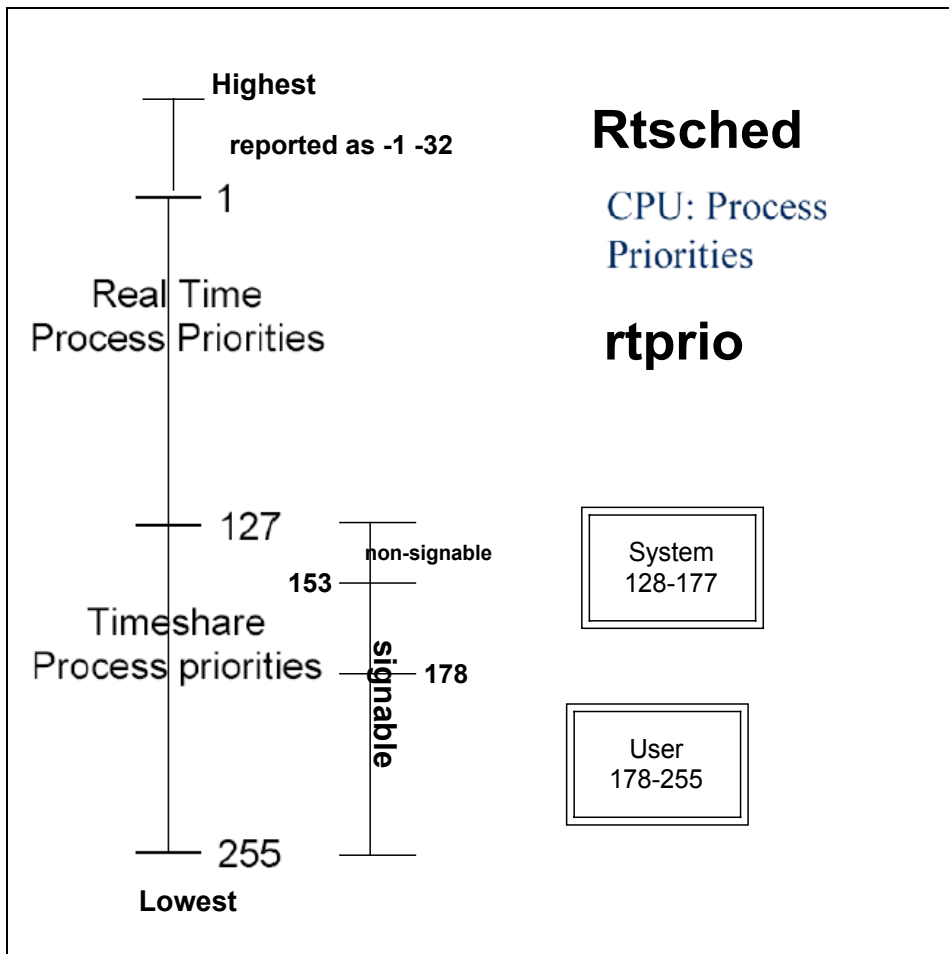 Highest
reported as -1 -32
Rtsched
1
CPU: Process
Priorities
Real Time
Process Priorities
rtprio
127
non-signable
153
System
128-177
Timeshare
Process priorities
signable
178
User
178-255
255
Lowest